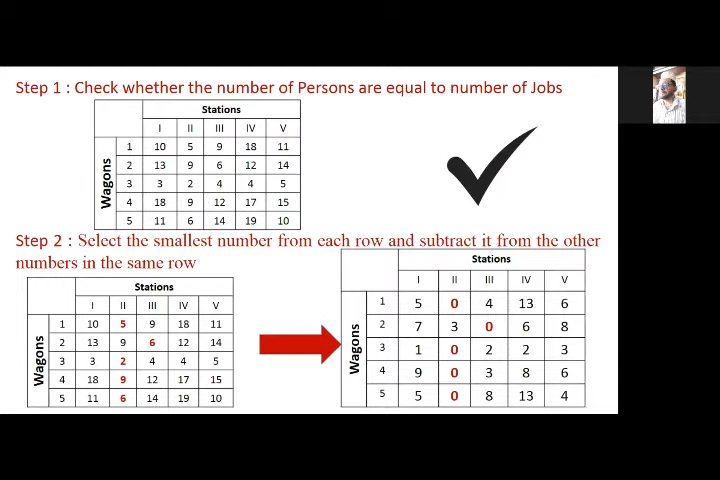 Step 1 : Check whether the number of Persons are equal to number of Jobs
Stations
I II III IV V
Wagons
1 10 5 9 18 11
2 13 9 6 12 14
3 3 2 4 4 5
4 18 9 12 17 15
5 11 6 14 19 10
Step 2 : Select the smallest number from each row and subtract it from the other
numbers in the same row
Stations
I II III IV V
Wagons
1 10 5 9 18 11
2 13 9 6 12 14
3 3 2 4 4 5
4 18 9 12 17 15
5 11 6 14 19 10
Stations
I II III IV V
Wagons
1 5 0 4 13 6
2 7 3 0 6 8
3 1 0 2 2 3
4 9 0 3 8 6
5 5 0 8 13 4